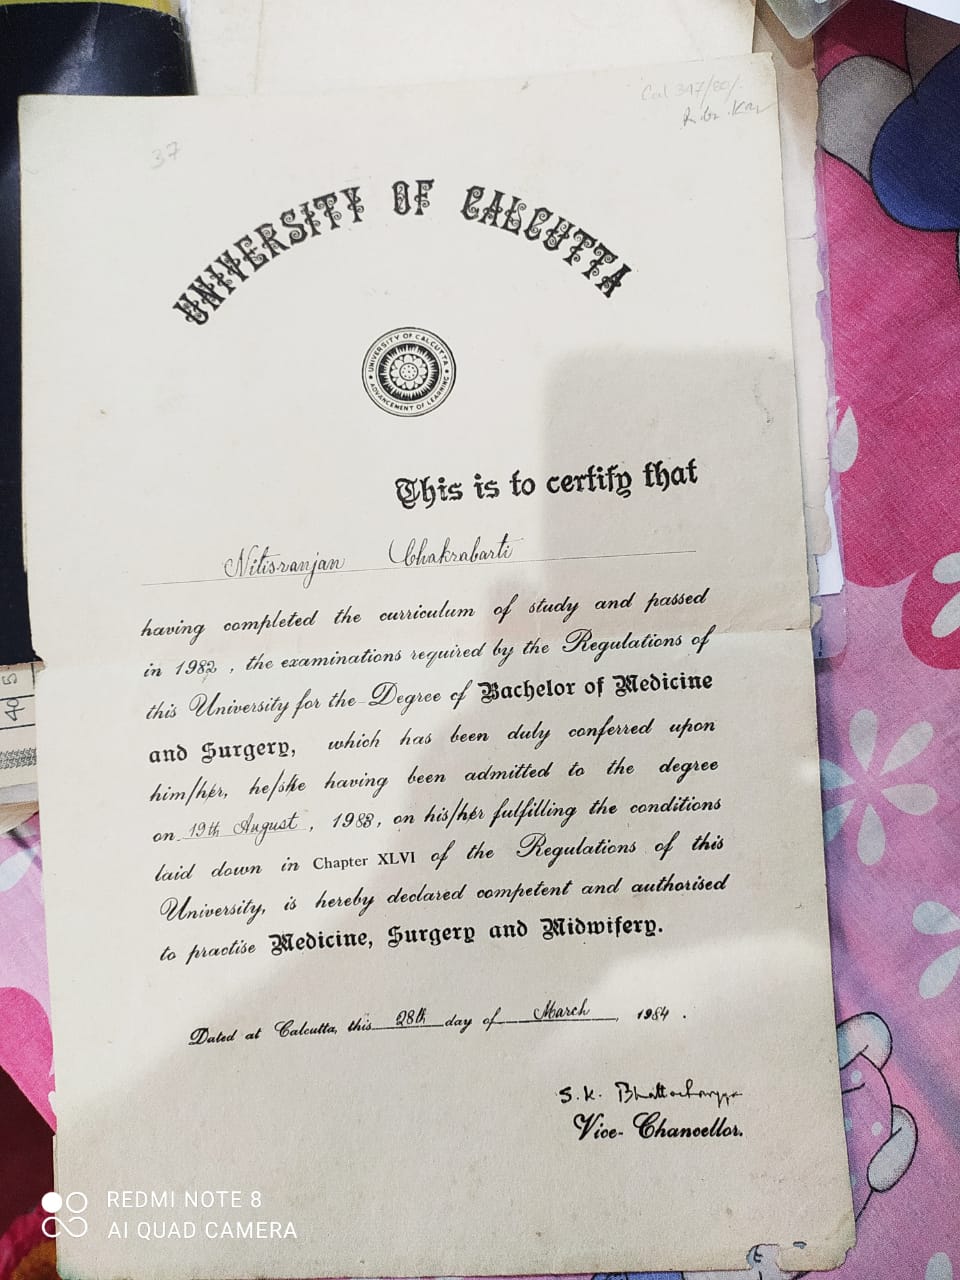 Cal 347/80/-
37
UNIVERSITY OF CALCUTTA
UNIVERSITY OF CALCUTTA
ADVANCEMENT OF LEARNING
This is to certify that
Nitisranjan Chakrabarti
having completed the curriculum of study and passed
in 1982, the examinations required by the Regulations of
this University for the Degree of Bachelor of Medicine
and Surgery, which has been duly conferred upon
him/her, he/she having been admitted to the degree
on 19th August, 1983, on his/her fulfilling the conditions
laid down in Chapter XLVI of the Regulations of this
University, is hereby declared competent and authorised
to practise Medicine, Surgery and Midwifery.
Dated at Calcutta, this 28th day of March 1984.
S. K. Bhattacharyya
Vice-Chancellor.
40 5
REDMI NOTE 8
AI QUAD CAMERA